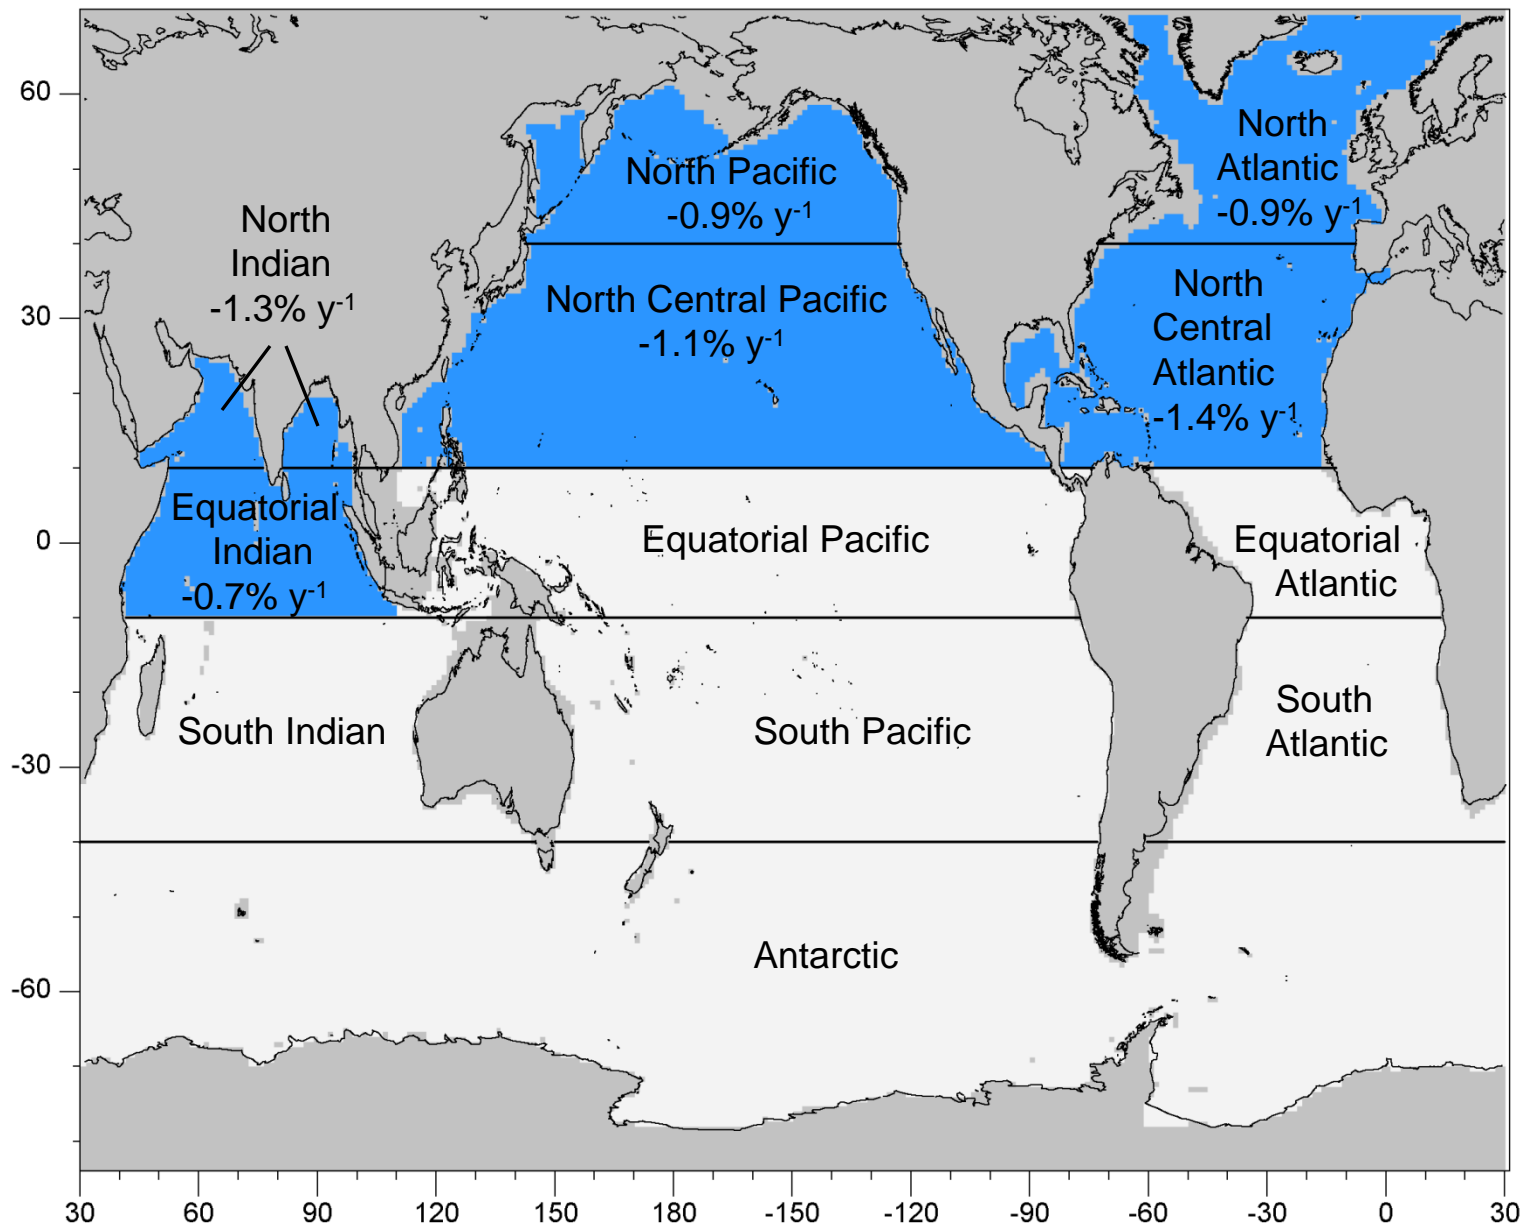 60
30
0
-30
-60
North
Atlantic
-0.9% y-1
North Pacific
-0.9% y-1
North
Indian
-1.3% y-1
North Central Pacific
-1.1% y-1
North
Central
Atlantic
-1.4% y-1
Equatorial
Indian
-0.7% y-1
Equatorial Pacific
Equatorial
Atlantic
South Indian
South Pacific
South
Atlantic
Antarctic
30 60 90 120 150 180 -150 -120 -90 -60 -30 0 30